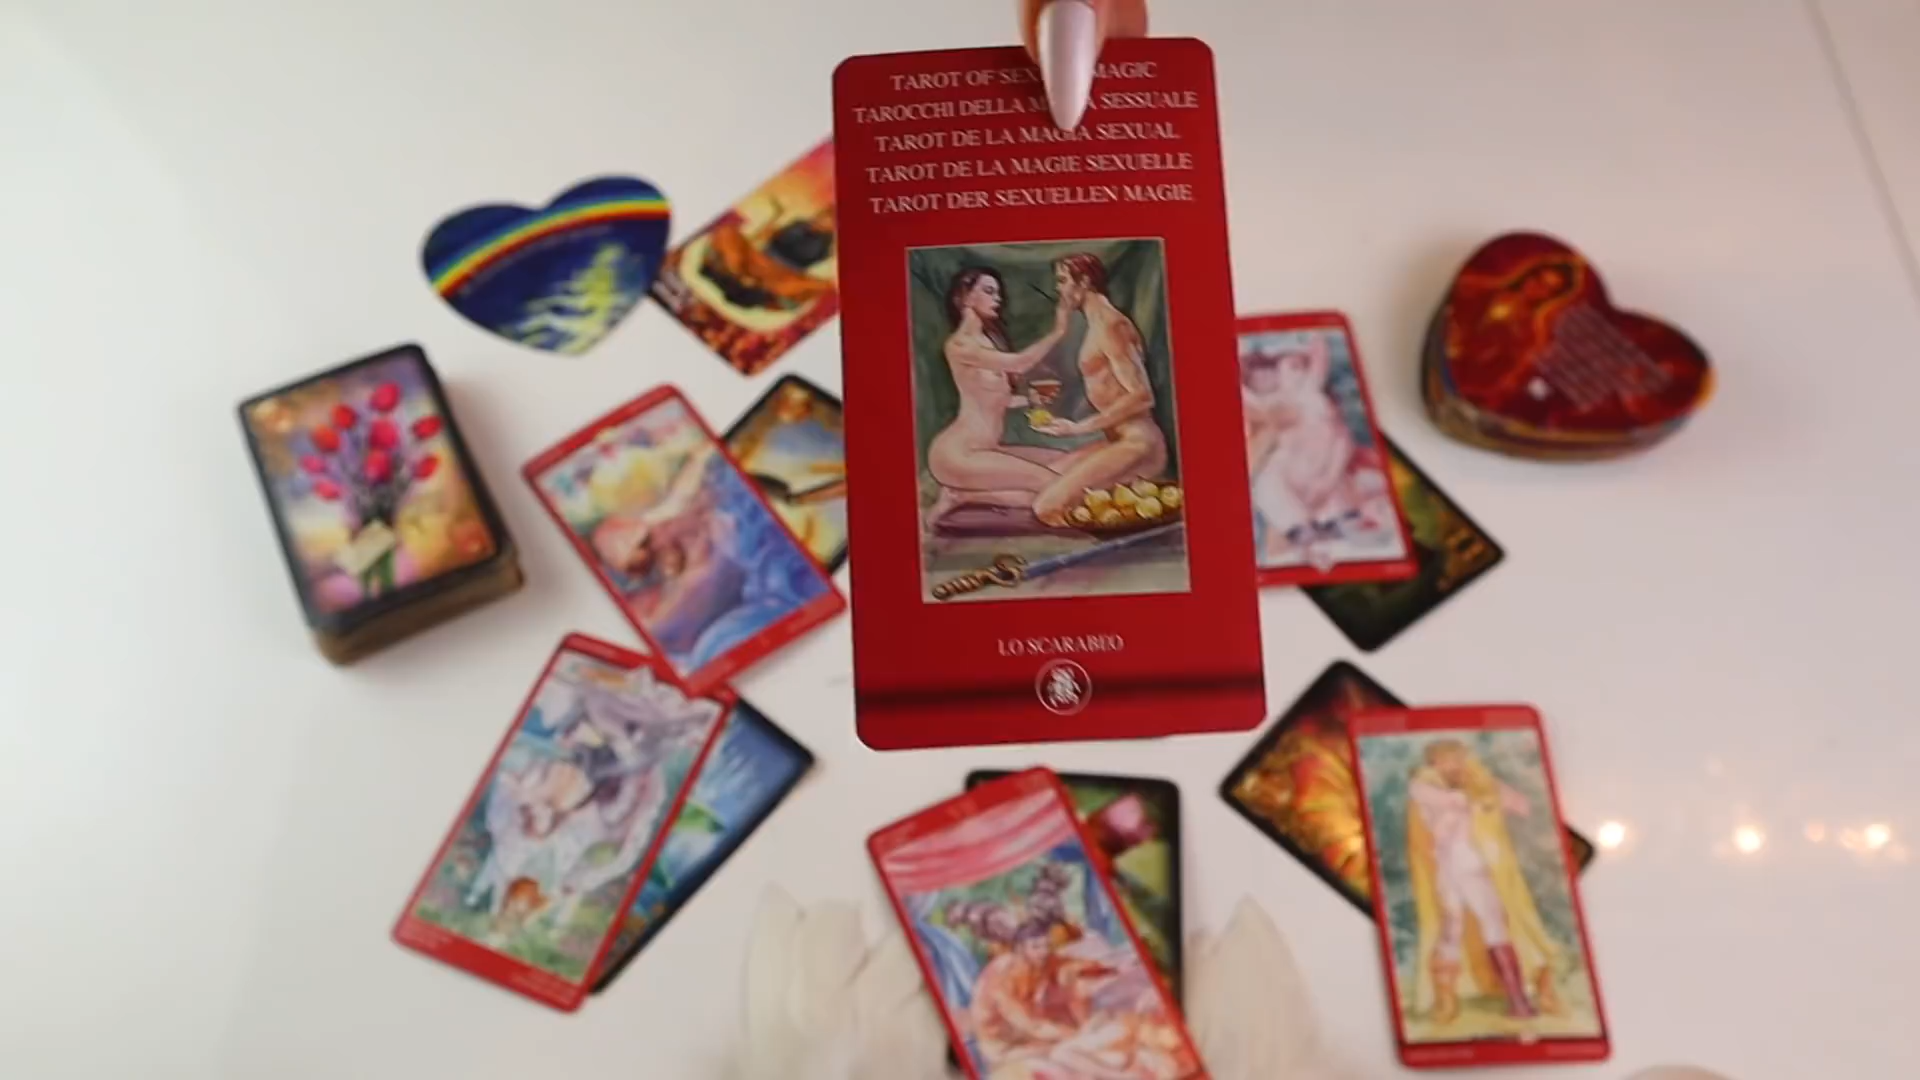 TAROT OF SEX MAGIC
TAROCCHI DELLA M A SESSUALE
TAROT DE LA MAGIA SEXUAL
TAROT DE LA MAGIE SEXUELLE
TAROT DER SEXUELLEN MAGIE
LO SCARABEO